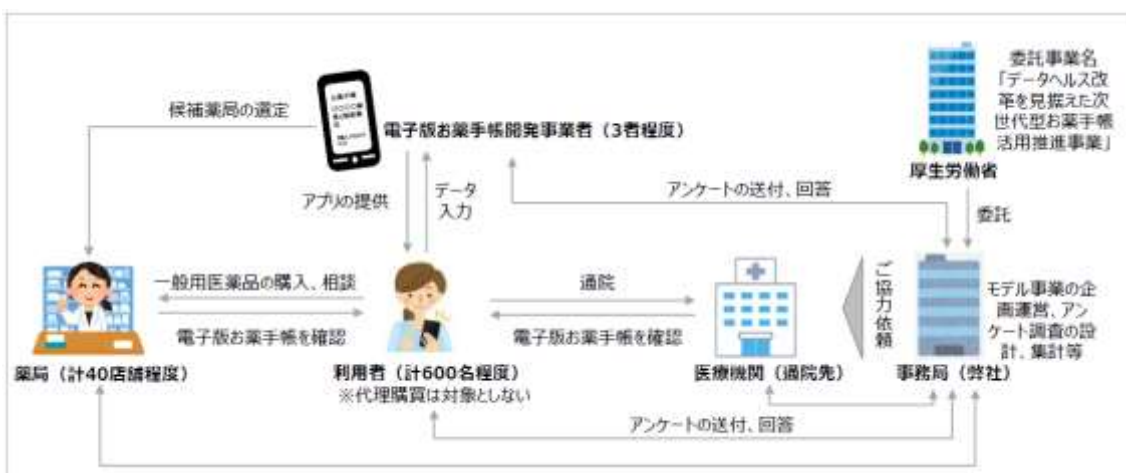 候補薬局の選定
電子版お薬手帳開発事業者（3者程度）
委託事業名
「データヘルス改
革を見据えた次
世代型お薬手帳
活用推進事業」
厚生労働省
アプリの提供
データ
入力
アンケートの送付、回答
委託
一般用医薬品の購入、相談
電子版お薬手帳を確認
通院
電子版お薬手帳を確認
ご協力依頼
モデル事業の企
画運営、アン
ケート調査の設
計、集計等
薬局（計40店舗程度）
利用者（計600名程度）
※代理購買は対象としない
医療機関（通院先）
事務局（弊社）
アンケートの送付、回答